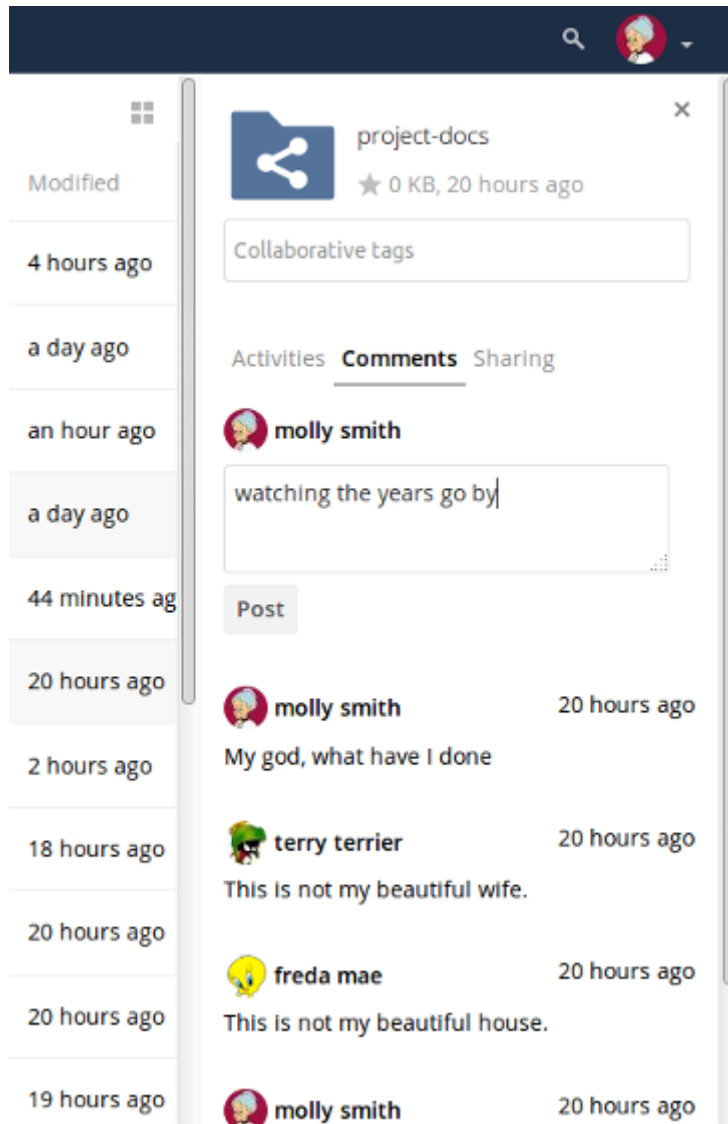 project-docs
0 KB, 20 hours ago
Collaborative tags
Activities Comments Sharing
molly smith
watching the years go by
Post
molly smith 20 hours ago
My god, what have I done
terry terrier 20 hours ago
This is not my beautiful wife.
freda mae 20 hours ago
This is not my beautiful house.
molly smith 20 hours ago
Modified
4 hours ago
a day ago
an hour ago
a day ago
44 minutes ag
20 hours ago
2 hours ago
18 hours ago
20 hours ago
20 hours ago
19 hours ago